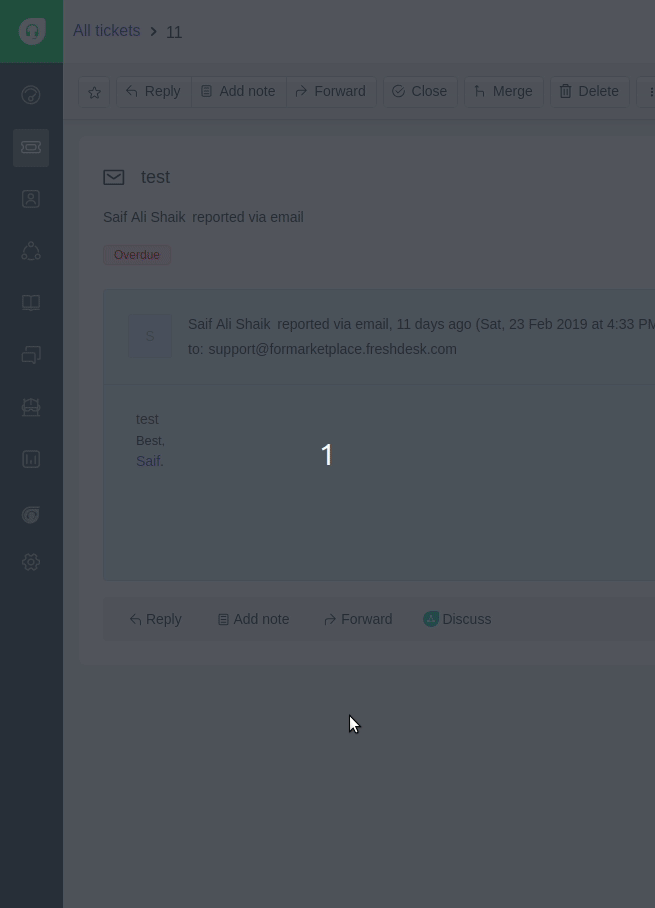 All tickets > 11
Reply Add note Forward Close Merge Delete
test
Saif Ali Shaik reported via email
Overdue
S
Saif Ali Shaik reported via email, 11 days ago (Sat, 23 Feb 2019 at 4:33 PM
to: support@formarketplace.freshdesk.com
test
Best,
Saif.
1
Reply Add note Forward Discuss